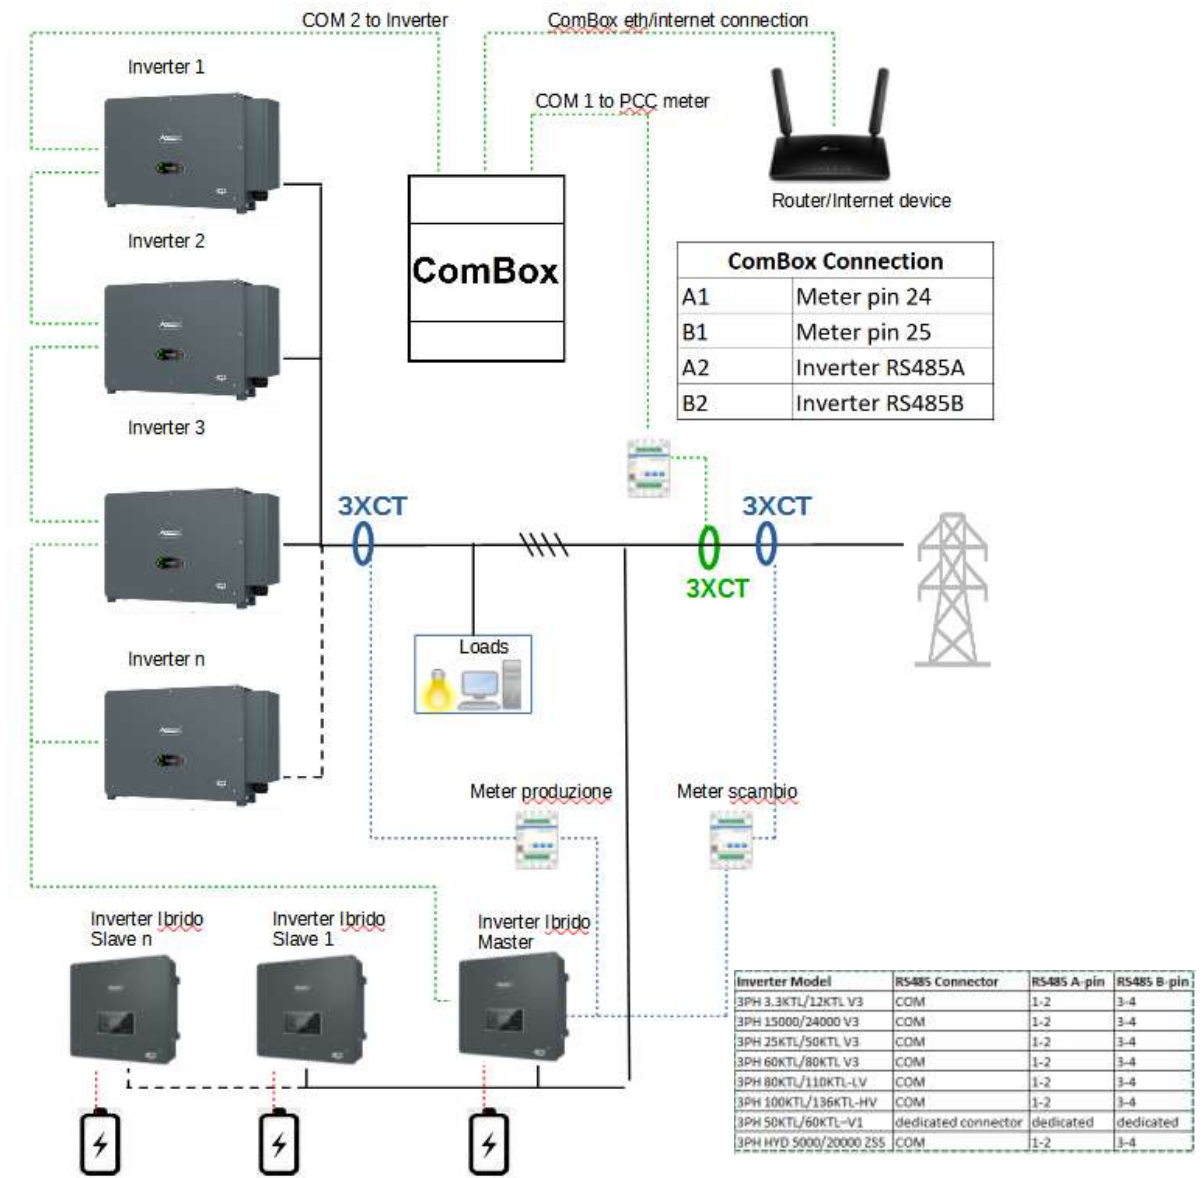 COM 2 to Inverter
ComBox eth/internet connection
Inverter 1
COM 1 to PCC meter
Router/Internet device
Inverter 2
ComBox
ComBox Connection
A1 Meter pin 24
B1 Meter pin 25
A2 Inverter RS485A
B2 Inverter RS485B
Inverter 3
3XCT
3XCT
3XCT
Loads
Inverter n
Meter produzione
Meter scambio
Inverter Ibrido
Slave n
Inverter Ibrido
Slave 1
Inverter Ibrido
Master
Inverter Model RS485 Connector RS485 A-pin RS485 B-pin
3PH 3.3KTL/12KTL V3 COM 1-2 3-4
3PH 15000/24000 V3 COM 1-2 3-4
3PH 25KTL/50KTL V3 COM 1-2 3-4
3PH 60KTL/80KTL V3 COM 1-2 3-4
3PH 80KTL/110KTL-LV COM 1-2 3-4
3PH 100KTL/136KTL-HV COM 1-2 3-4
3PH 50KTL/60KTL–V1 dedicated connector dedicated dedicated
3PH HYD 5000/20000 ZSS COM 1-2 3-4